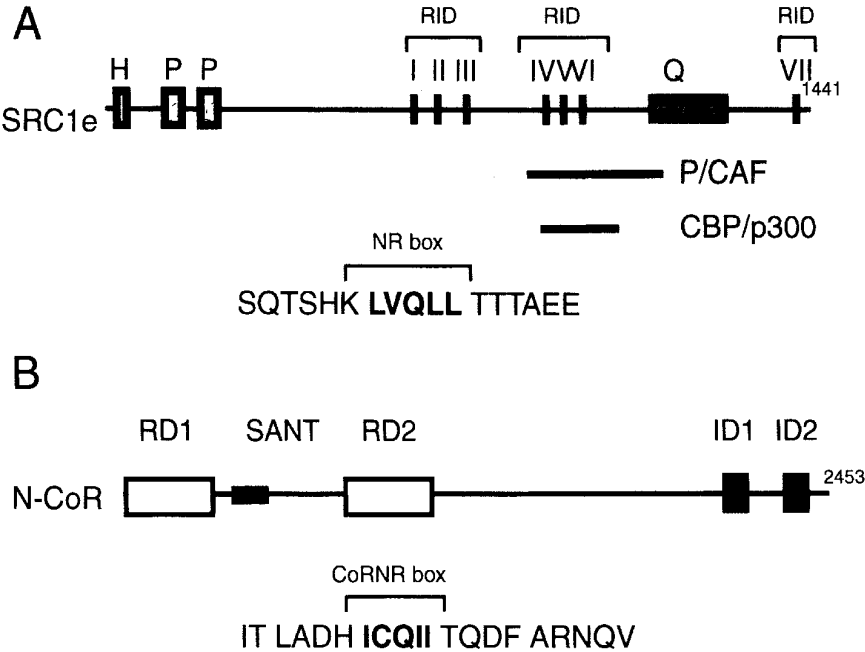 A
RID RID RID
H P P I II III IV V VI Q VII
SRC1e 1441
P/CAF
CBP/p300
NR box
SQTSHK LVQLL TTTAEE
B
RD1 SANT RD2 ID1 ID2
N-CoR 2453
CoRNR box
IT LADH ICQII TQDF ARNQV